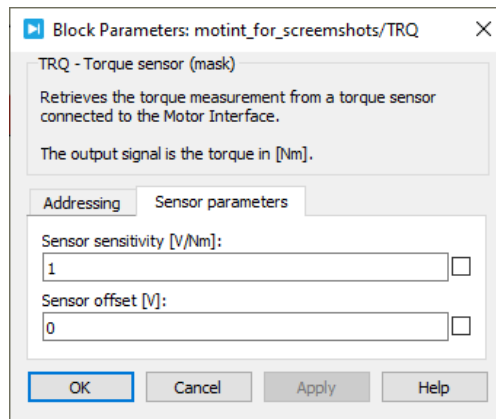 Block Parameters: motint_for_screemshots/TRQ
TRQ - Torque sensor (mask)
Retrieves the torque measurement from a torque sensor
connected to the Motor Interface.
The output signal is the torque in [Nm].
Addressing Sensor parameters
Sensor sensitivity [V/Nm]:
1
Sensor offset [V]:
0
OK Cancel Apply Help